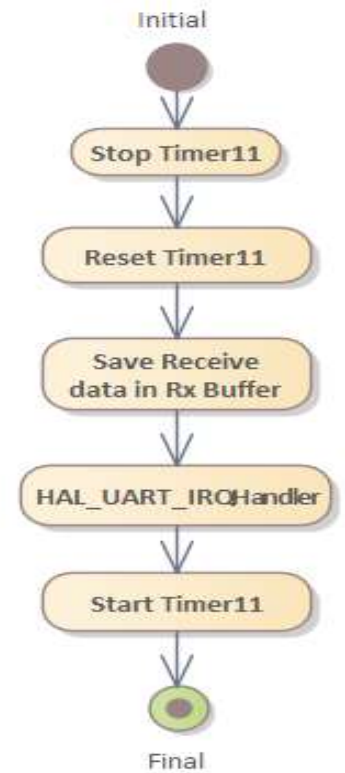 Initial
Stop Timer11
Reset Timer11
Save Receive
data in Rx Buffer
HAL_UART_IRQHandler
Start Timer11
Final